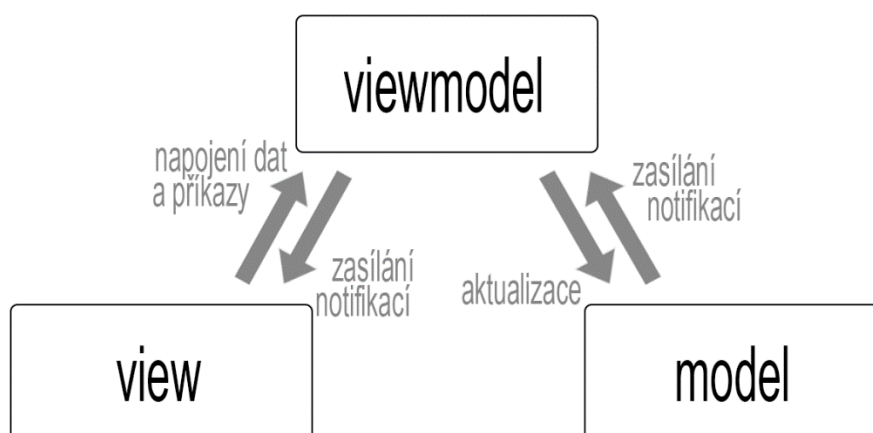 viewmodel
napojení dat
a příkazy
zasílání
notifikací
zasílání
notifikací
aktualizace
view
model